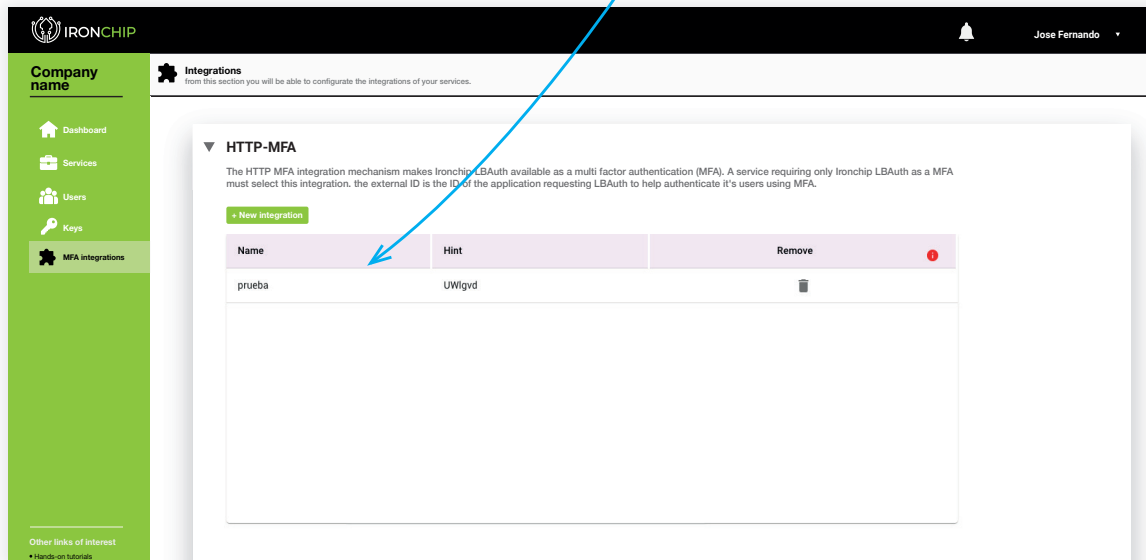 IRONCHIP
Jose Fernando
Company
name
Integrations
from this section you will be able to configurate the integrations of your services.
Dashboard
Services
Users
Keys
MFA integrations
HTTP-MFA
The HTTP MFA integration mechanism makes Ironchip LBAuth available as a multi factor authentication (MFA). A service requiring only Ironchip LBAuth as a MFA
must select this integration. the external ID is the ID of the application requesting LBAuth to help authenticate it's users using MFA.
+ New integration
Name Hint Remove
prueba UWlgvd
Other links of interest
• Hands-on tutorials